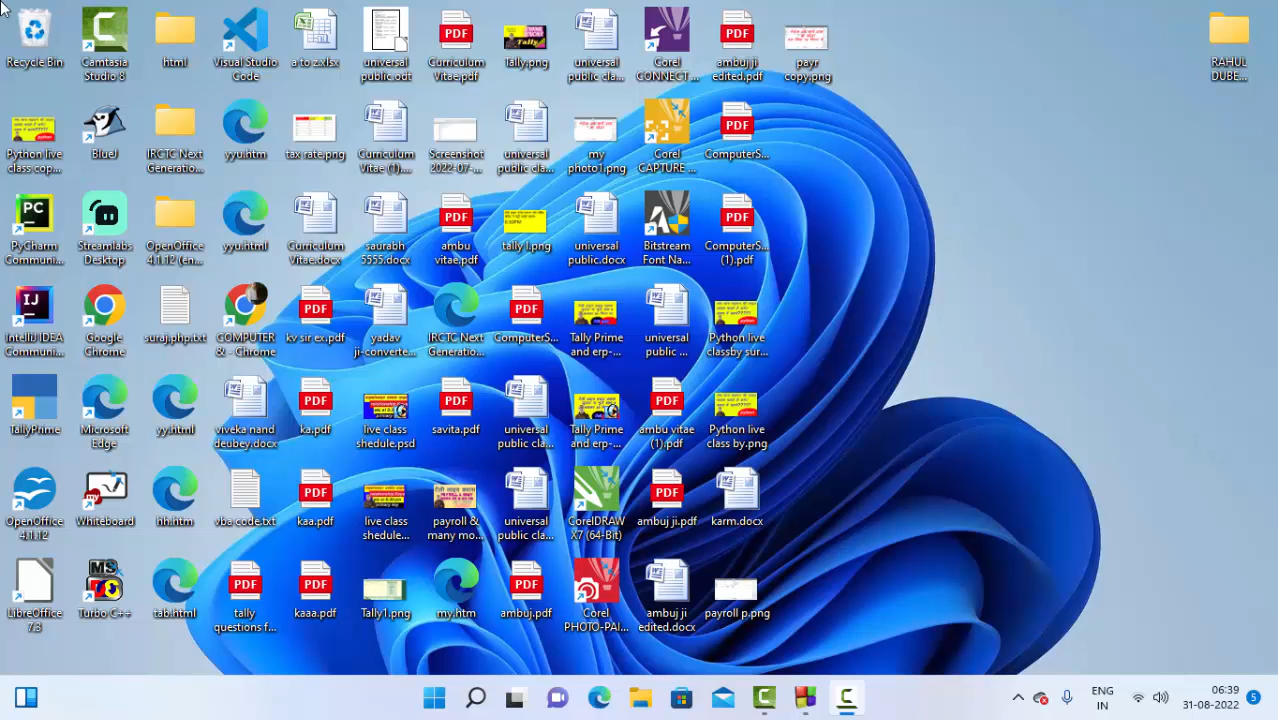 Recycle Bin
Camtasia
Studio 8
html
Visual Studio
Code
a to z.xlsx
universal
public.odt
Curriculum
Vitae.pdf
Tally.png
universal
public cla...
Corel
CONNECT ...
ambuj ji
edited.pdf
payr
copy.png
RAHUL
DUBE...
Python live
class cop...
BlueJ
IRCTC Next
Generatio...
yyu.htm
tax rate.png
Curriculum
Vitae (1)....
Screenshot
2022-07-...
universal
public cla...
my
photo1.png
Corel
CAPTURE ...
ComputerS...
PyCharm
Communi...
Streamlabs
Desktop
OpenOffice
4.1.12 (en...
yyu.html
Curriculum
Vitae.docx
saurabh
5555.docx
ambu
vitae.pdf
tally l.png
universal
public.docx
Bitstream
Font Na...
ComputerS...
(1).pdf
IntelliJ IDEA
Communi...
Google
Chrome
suraj.php.txt
COMPUTER
& - Chrome
kv sir ex.pdf
yadav
ji-converte...
IRCTC Next
Generatio...
ComputerS...
Tally Prime
and erp-...
universal
public ...
Python live
classby sur...
TallyPrime
Microsoft
Edge
yy.html
viveka nand
deubey.docx
ka.pdf
live class
shedule.psd
savita.pdf
universal
public cla...
Tally Prime
and erp-...
ambu vitae
(1).pdf
Python live
class by.png
OpenOffice
4.1.12
Whiteboard
hh.htm
vba code.txt
kaa.pdf
live class
shedule...
payroll &
many mo...
universal
public cla...
CorelDRAW
X7 (64-Bit)
ambuj ji.pdf
karm.docx
LibreOffice
7.3
Turbo C++
tab.html
tally
questions f...
kaaa.pdf
Tally1.png
my.htm
ambuj.pdf
Corel
PHOTO-PAI...
ambuj ji
edited.docx
payroll p.png
ENG
IN
06:39
31-08-2022
5